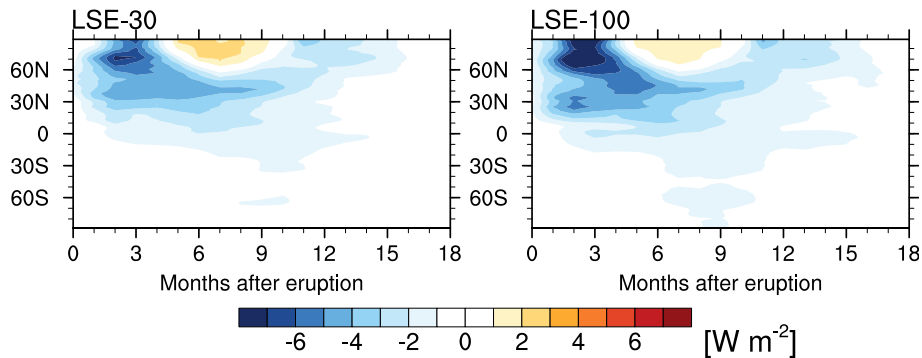 LSE-30 LSE-100
60N 60N
30N 30N
0 0
30S 30S
60S 60S
0 3 6 9 12 15 18 0 3 6 9 12 15 18
Months after eruption Months after eruption
-6 -4 -2 0 2 4 6 [W m⁻²]